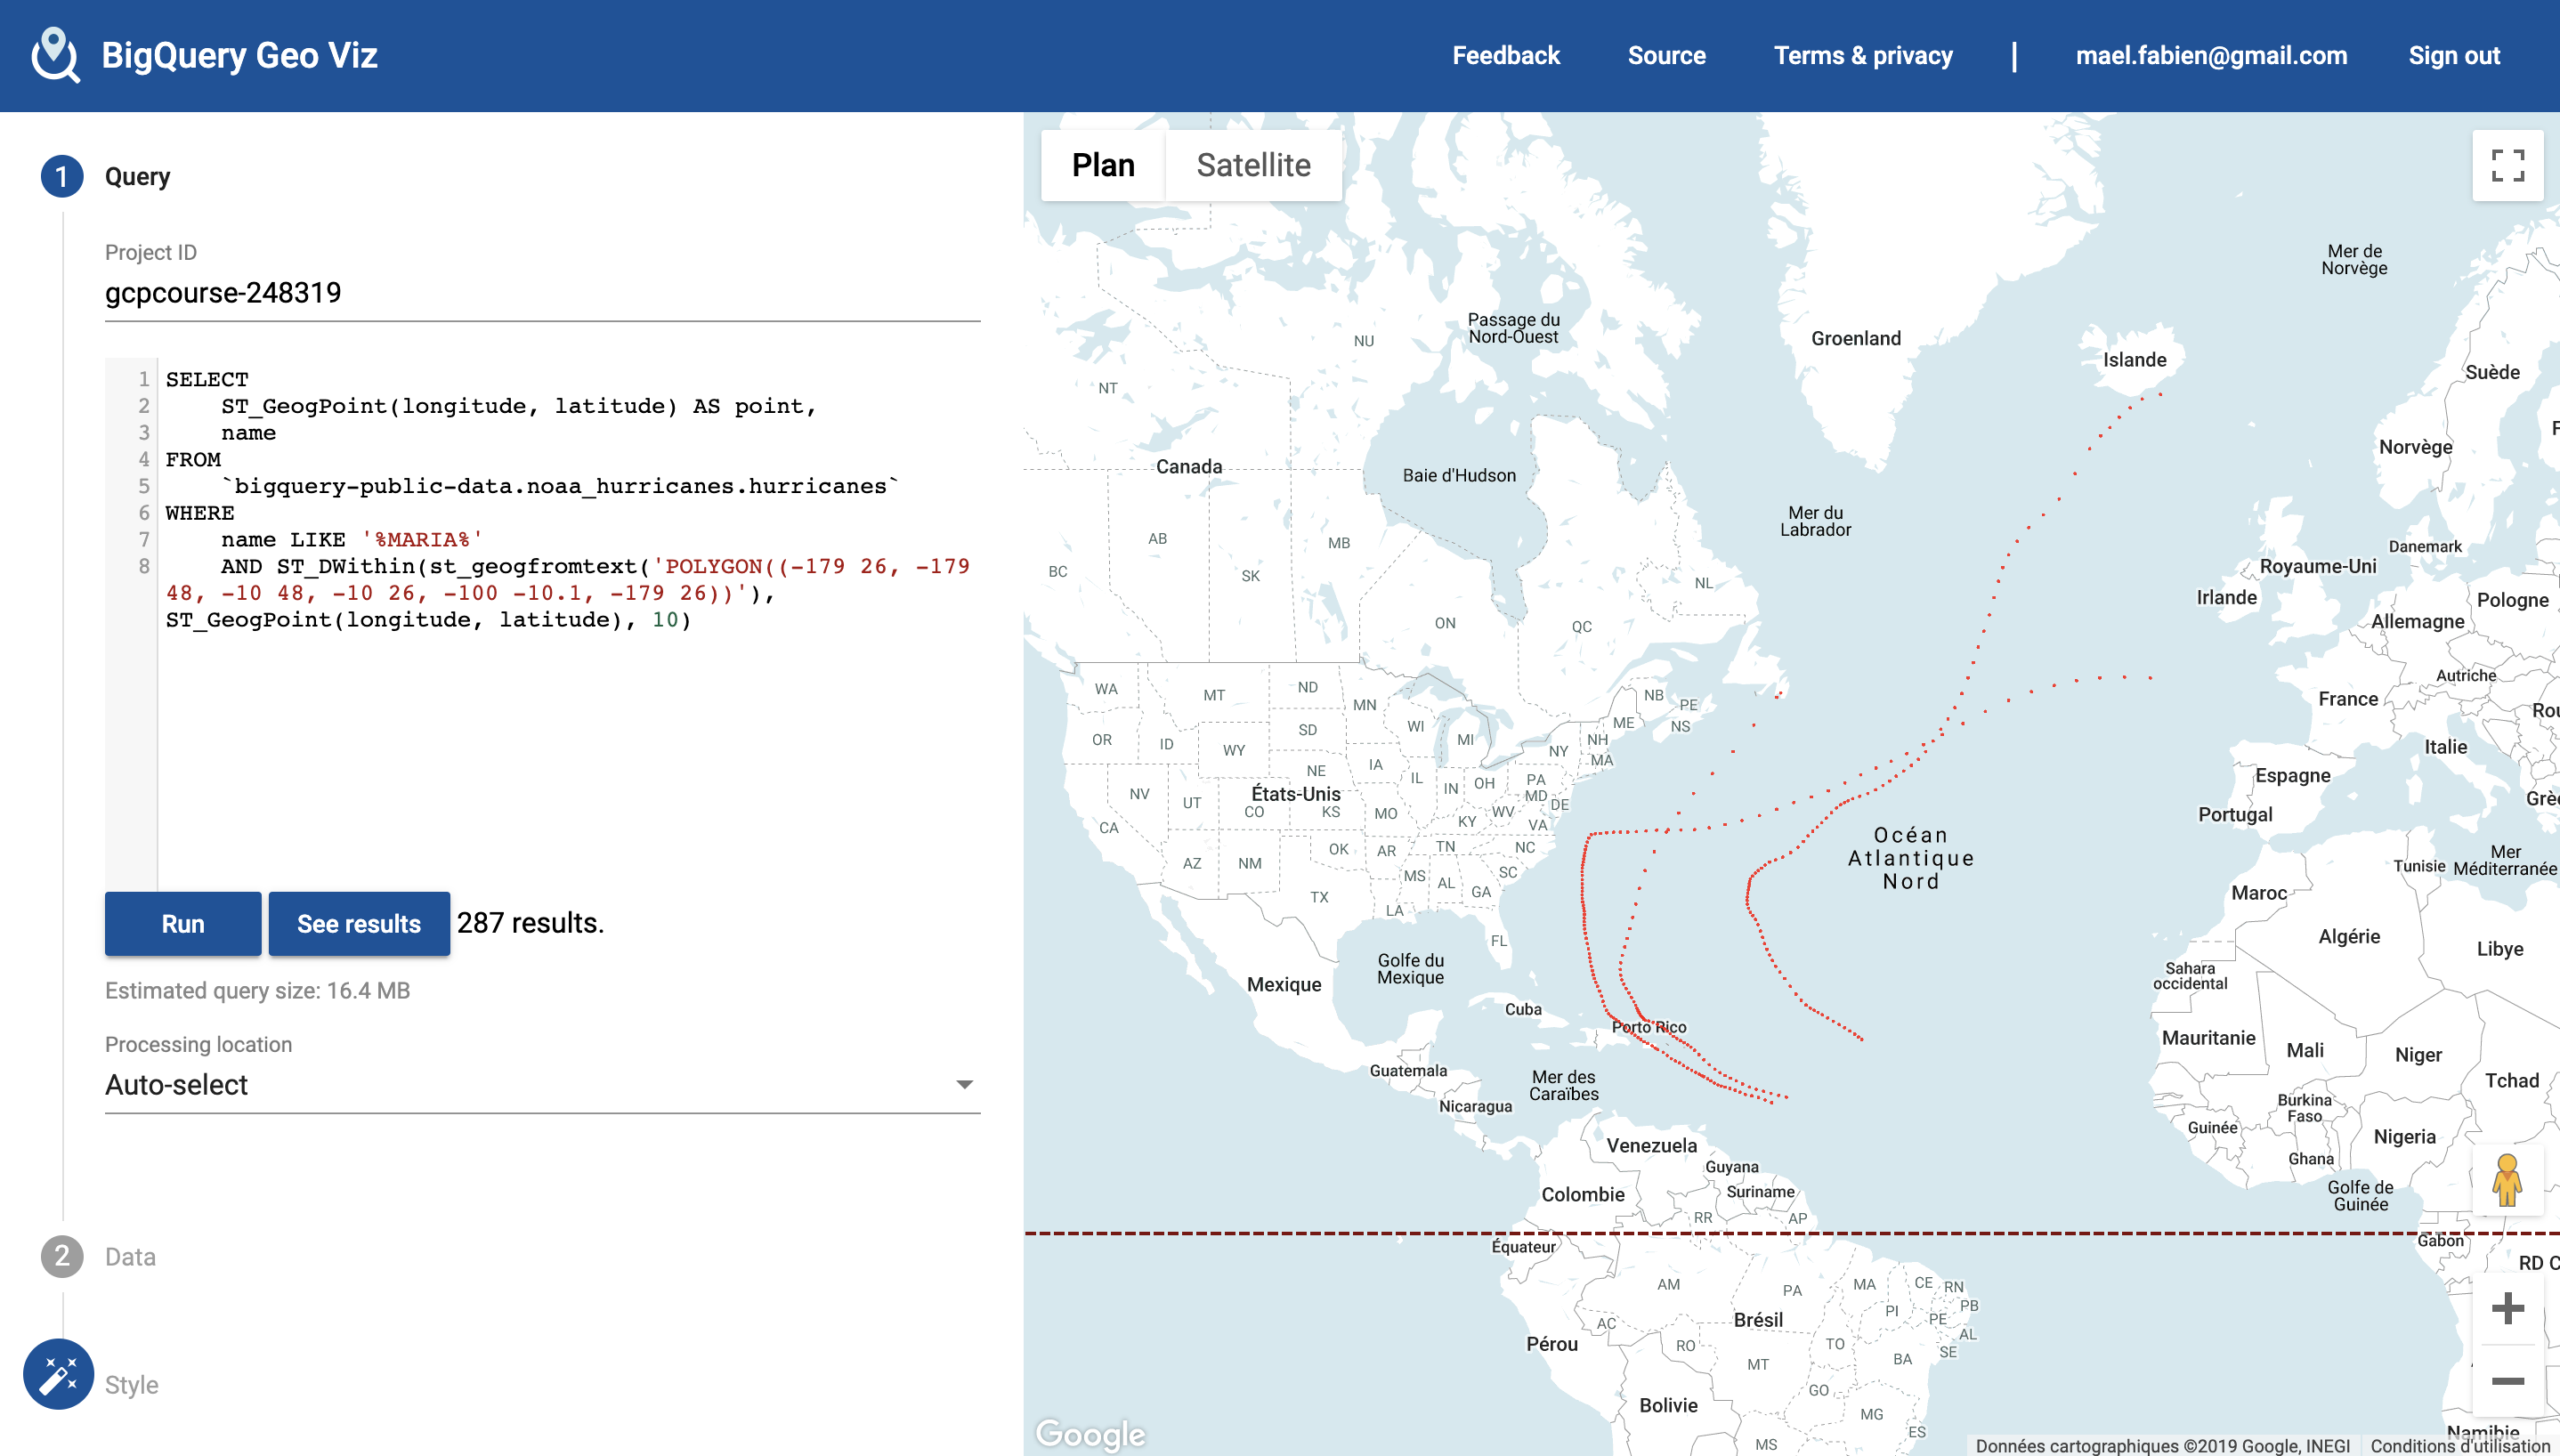 BigQuery Geo Viz
Feedback
Source
Terms & privacy
|
mael.fabien@gmail.com
Sign out
1
Query
Project ID
gcpcourse-248319
1 SELECT
2 ST_GeogPoint(longitude, latitude) AS point,
3 name
4 FROM
5 `bigquery-public-data.noaa_hurricanes.hurricanes`
6 WHERE
7 name LIKE '%MARIA%'
8 AND ST_DWithin(st_geogfromtext('POLYGON((-179 26, -179
48, -10 48, -10 26, -100 -10.1, -179 26))'),
ST_GeogPoint(longitude, latitude), 10)
Run
See results
287 results.
Estimated query size: 16.4 MB
Processing location
Auto-select
2
Data
Style
Plan
Satellite
Mer de
Norvège
Passage du
Nord-Ouest
NU
Groenland
Islande
Suède
NT
Norvège
Canada
Baie d'Hudson
Mer du
Labrador
Danemark
Royaume-Uni
AB
MB
BC
SK
NL
Irlande
Pologne
Allemagne
ON
QC
Autriche
France
WA
MT
ND
MN
NB
PE
ME
NS
SD
WI
OR
ID
WY
MI
NY
NH
MA
Italie
IA
NE
IL
IN
OH
PA
MD
DE
Espagne
NV
UT
États-Unis
CO
KS
MO
WV
KY
VA
Portugal
CA
Océan
Atlantique
Nord
OK
AR
TN
NC
Mer
Méditerranée
Tunisie
AZ
NM
MS
AL
SC
GA
Maroc
TX
LA
FL
Algérie
Libye
Golfe du
Mexique
Sahara
occidental
Mexique
Cuba
Porto Rico
Mauritanie
Mali
Niger
Tchad
Guatemala
Mer des
Caraïbes
Nicaragua
Burkina
Faso
Guinée
Nigeria
Venezuela
Guyana
Ghana
Suriname
Colombie
Golfe de
Guinée
RR
AP
Équateur
Gabon
RD C
AM
PA
MA
CE
RN
PI
PB
PE
Brésil
AC
AL
Pérou
RO
TO
SE
MT
BA
GO
Bolivie
MG
ES
MS
Namibie
Google
Données cartographiques ©2019 Google, INEGI
Conditions d'utilisation